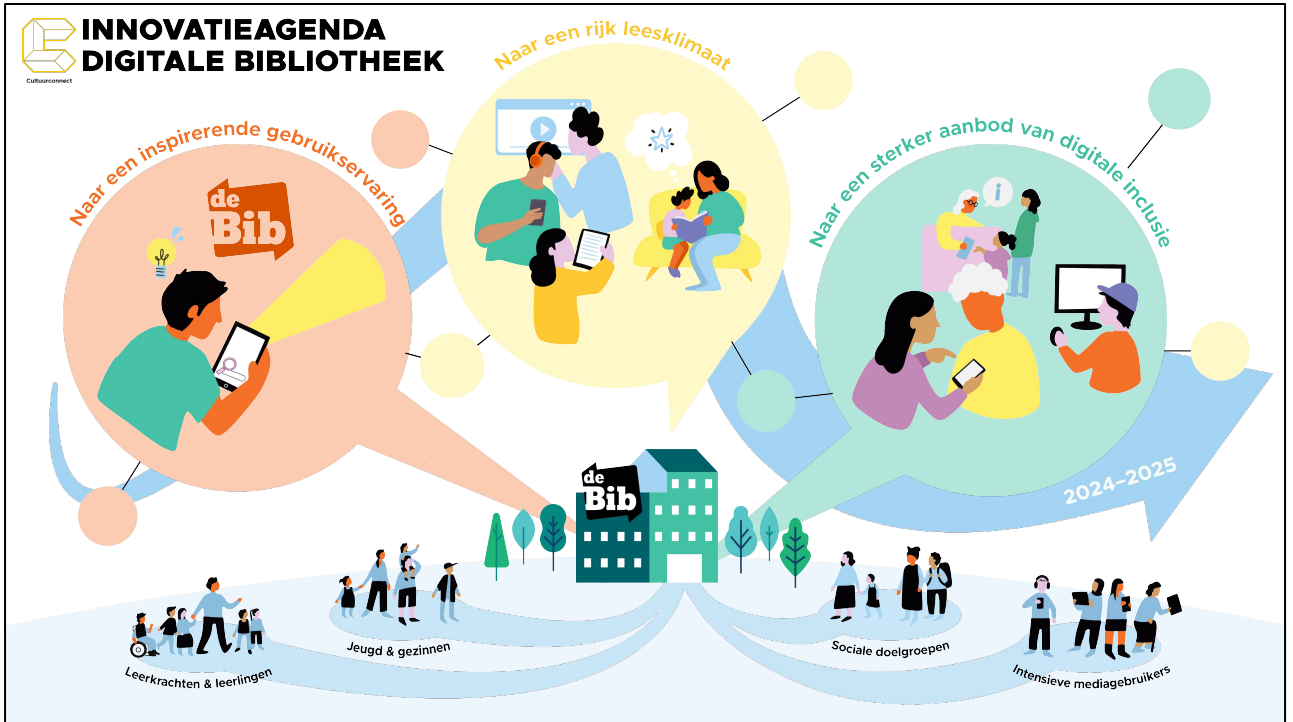 INNOVATIEAGENDA
DIGITALE BIBLIOTHEEK
Cultuurconnect
Naar een inspirerende gebruikservaring
de
Bib
Naar een rijk leesklimaat
i
Naar een sterker aanbod van digitale inclusie
2024–2025
de
Bib
Leerkrachten & leerlingen
Jeugd & gezinnen
Sociale doelgroepen
Intensieve mediagebruikers